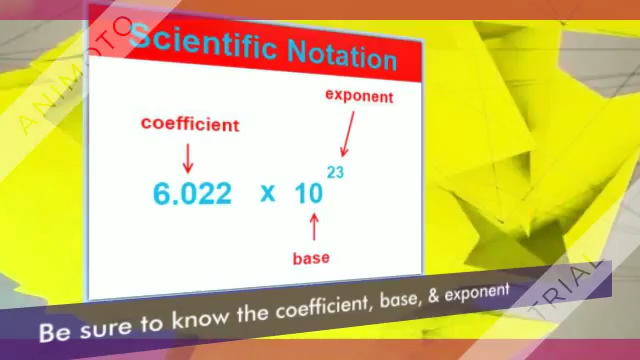 ANIMOTO
Scientific Notation
exponent
coefficient
23
6.022 x 10
base
TRIAL
Be sure to know the coefficient, base, & exponent